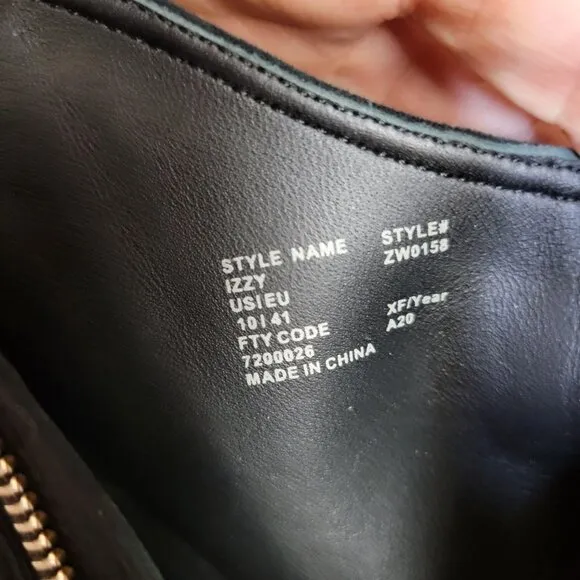 STYLE NAME STYLE#
IZZY ZW0158
US|EU
10 | 41 XF/Year
FTY CODE A20
7200026
MADE IN CHINA